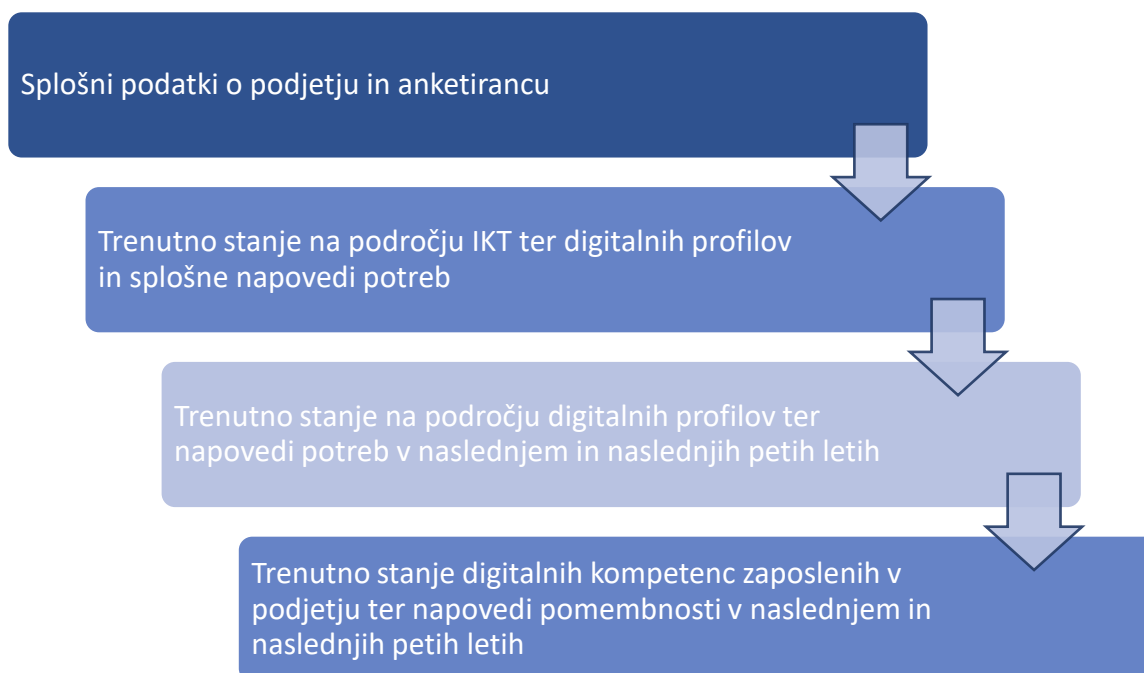 Splošni podatki o podjetju in anketirancu
Trenutno stanje na področju IKT ter digitalnih profilov
in splošne napovedi potreb
Trenutno stanje na področju digitalnih profilov ter
napovedi potreb v naslednjem in naslednjih petih letih
Trenutno stanje digitalnih kompetenc zaposlenih v
podjetju ter napovedi pomembnosti v naslednjem in
naslednjih petih letih